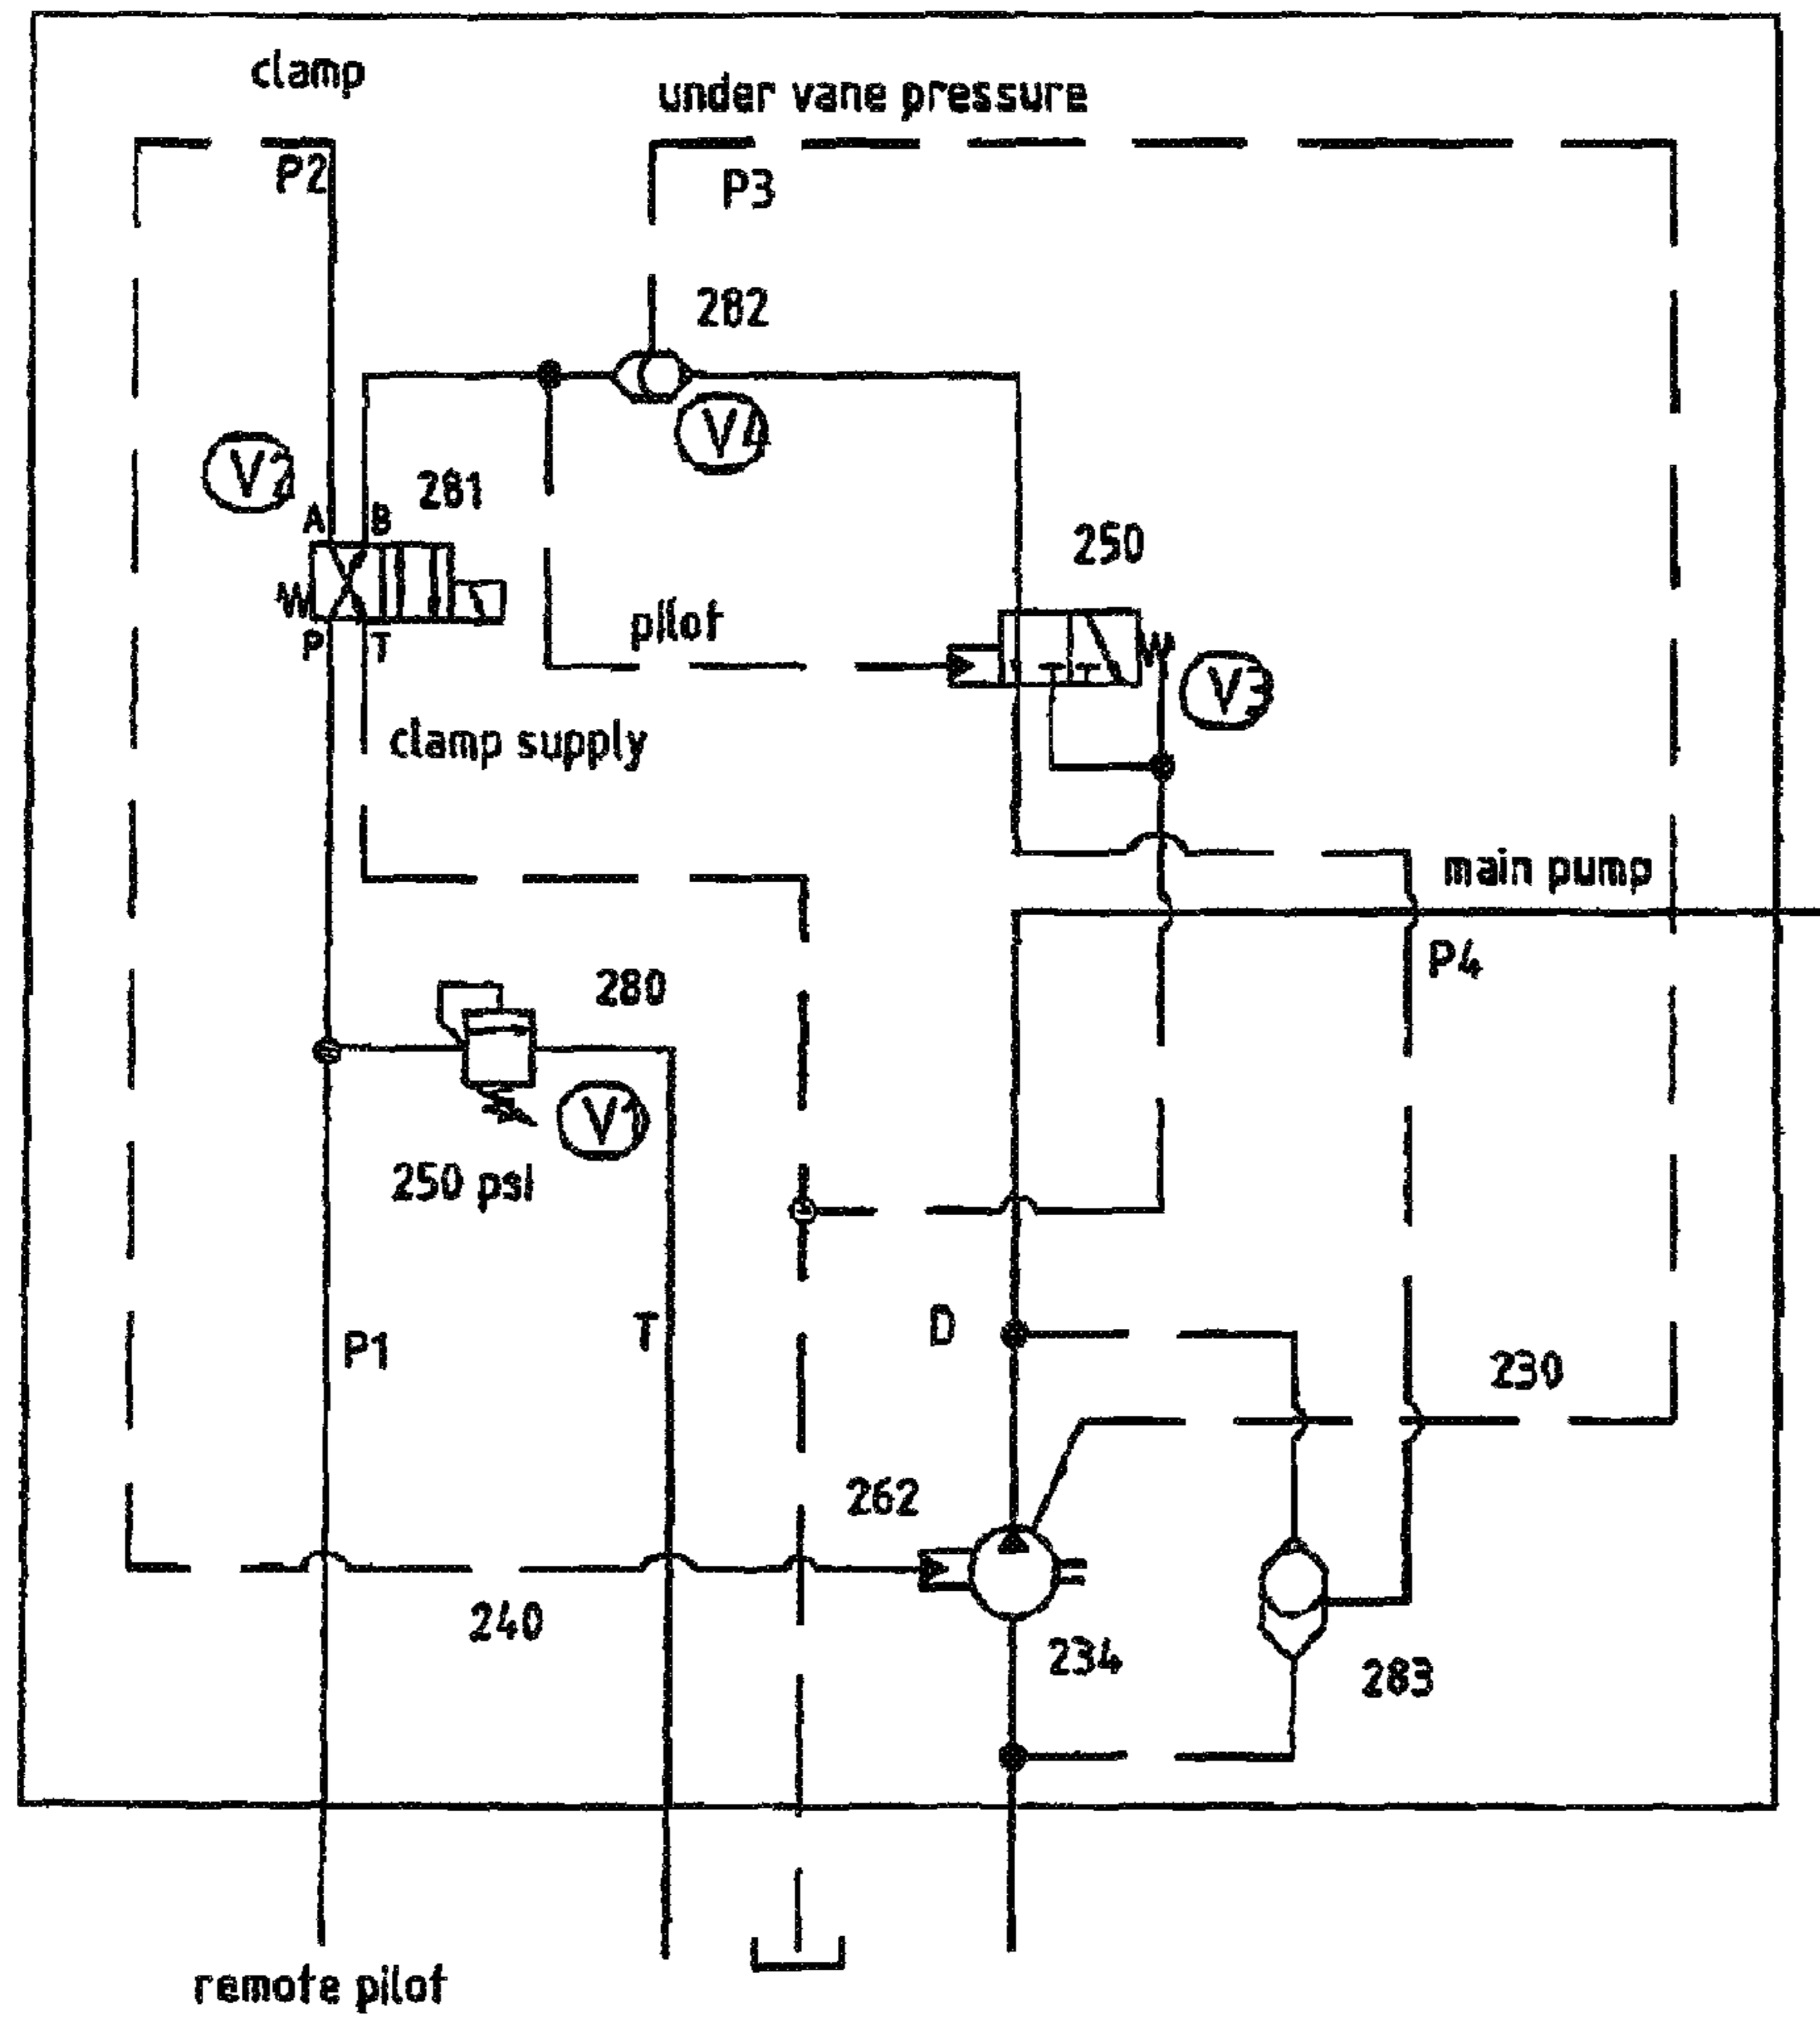 clamp
under vane pressure
P2
P3
282
V4
V2
281
A B
250
W
P T
pilot
W
V3
clamp supply
main pump
P4
280
V1
250 psi
P1
T
D
230
262
240
234
283
remote pilot